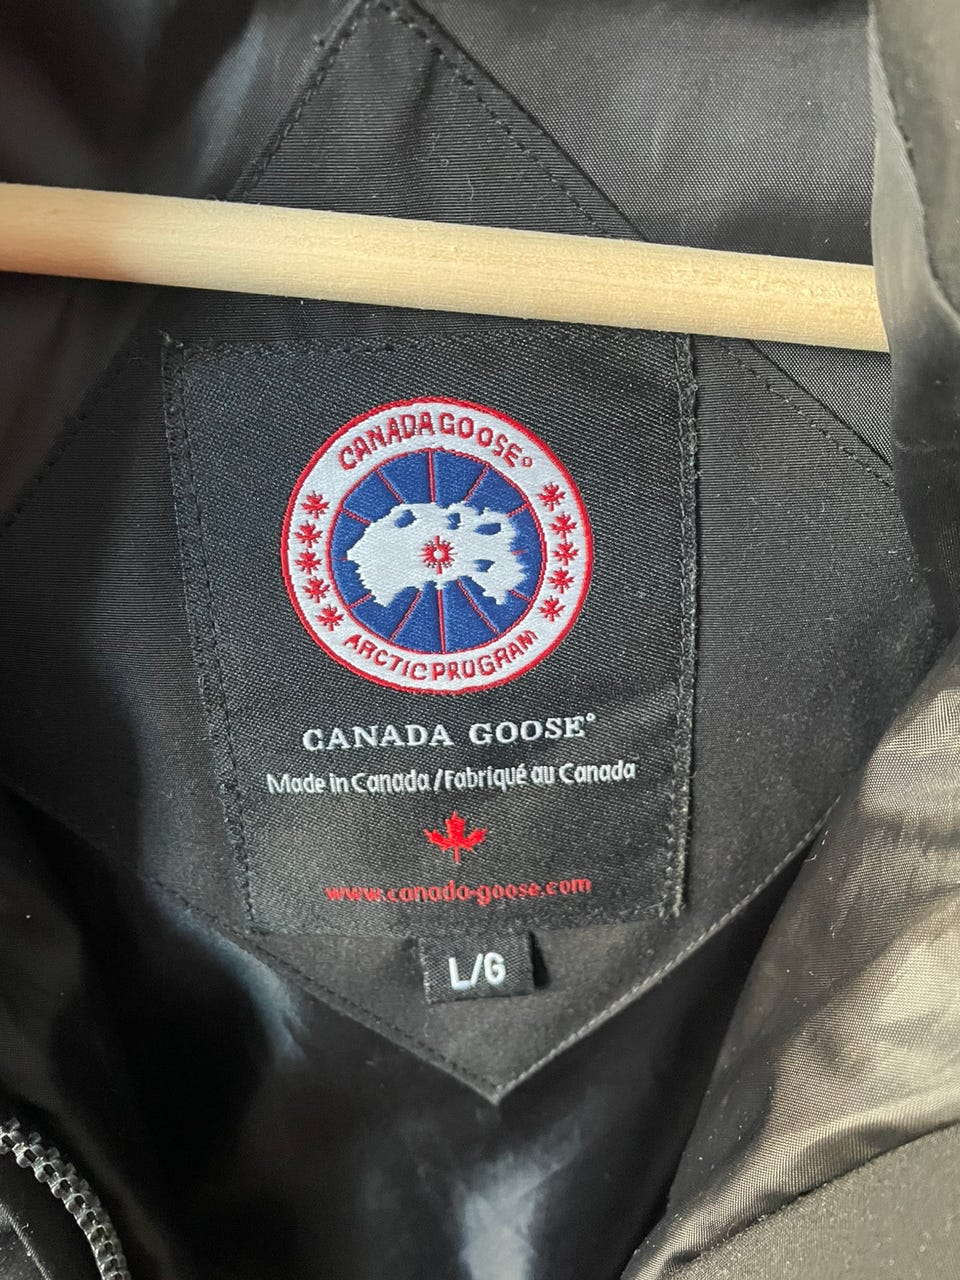 CANADA GOOSE
ARCTIC PROGRAM
CANADA GOOSE®
Made in Canada/Fabriqué au Canada
www.canada-goose.com
L/G